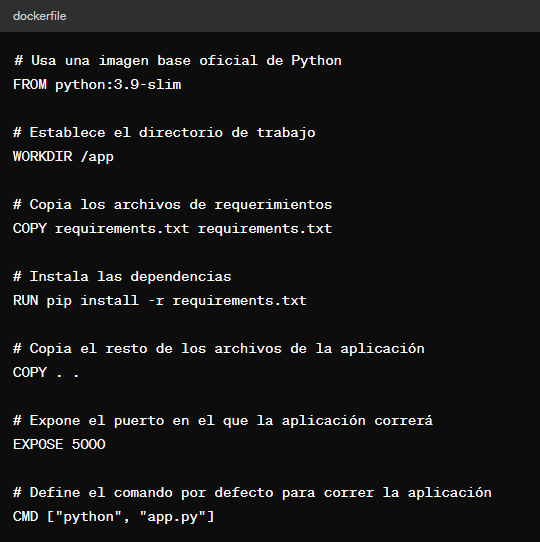 dockerfile
# Usa una imagen base oficial de Python
FROM python:3.9-slim
# Establece el directorio de trabajo
WORKDIR /app
# Copia los archivos de requerimientos
COPY requirements.txt requirements.txt
# Instala las dependencias
RUN pip install -r requirements.txt
# Copia el resto de los archivos de la aplicación
COPY . .
# Expone el puerto en el que la aplicación correrá
EXPOSE 5000
# Define el comando por defecto para correr la aplicación
CMD ["python", "app.py"]